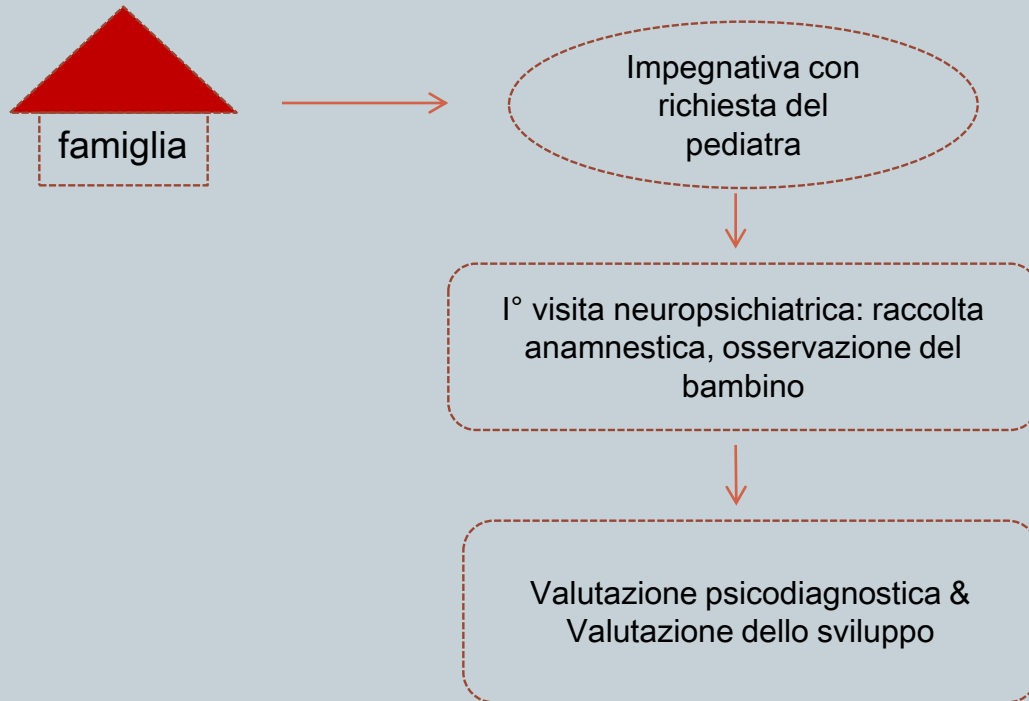 famiglia
Impegnativa con
richiesta del
pediatra
I° visita neuropsichiatrica: raccolta
anamnestica, osservazione del
bambino
Valutazione psicodiagnostica &
Valutazione dello sviluppo